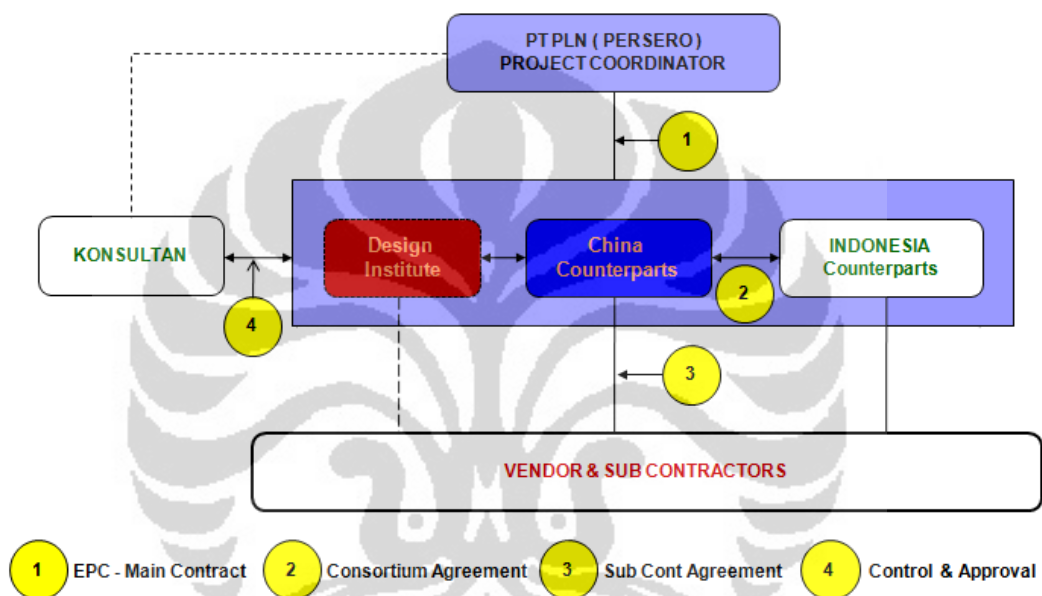 PT PLN ( PERSERO )
PROJECT COORDINATOR
1
KONSULTAN
Design
Institute
China
Counterparts
INDONESIA
Counterparts
2
4
3
VENDOR & SUB CONTRACTORS
1 EPC - Main Contract 2 Consortium Agreement 3 Sub Cont Agreement 4 Control & Approval